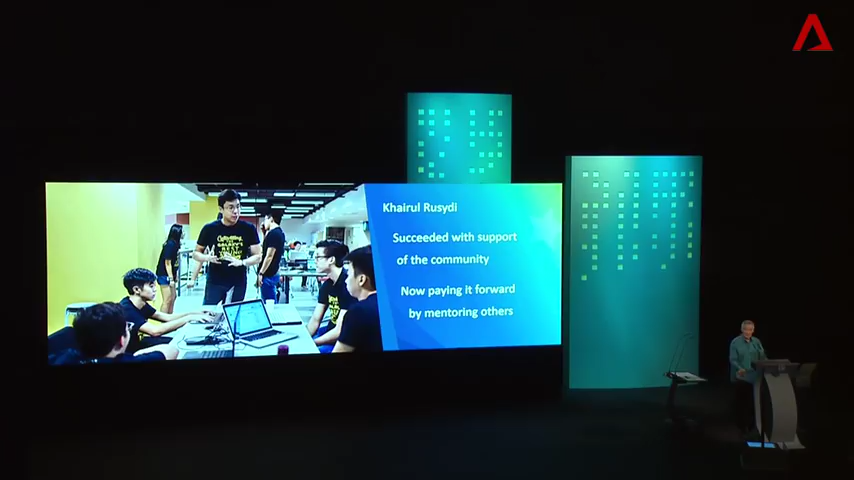 Khairul Rusydi
Succeeded with support
of the community
Now paying it forward
by mentoring others